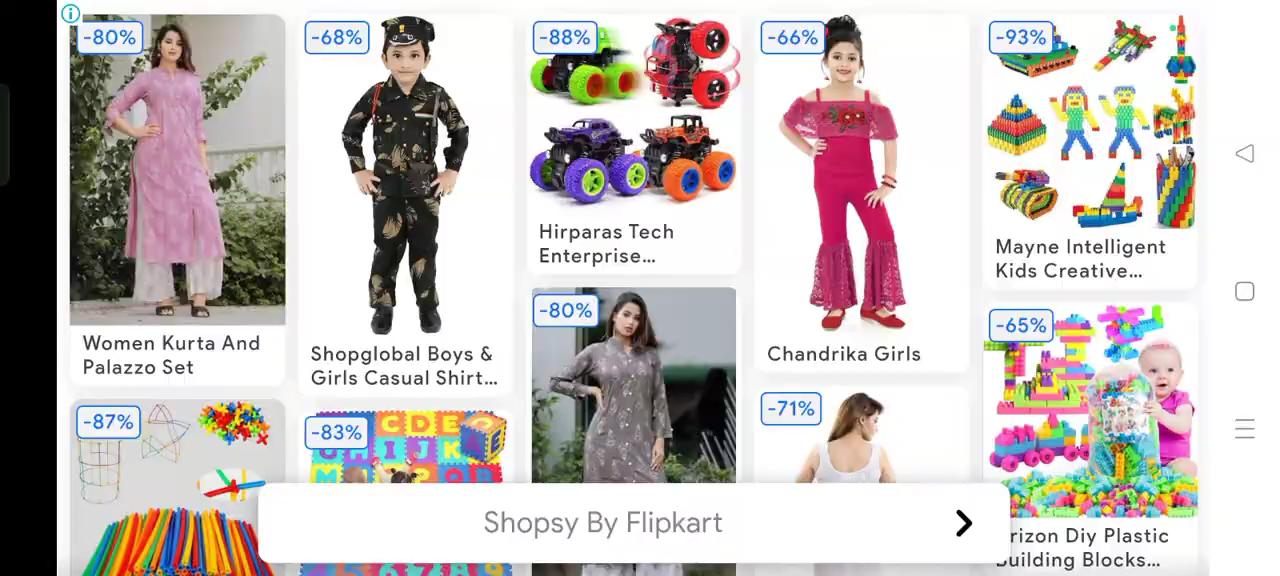 -80%
Women Kurta And
Palazzo Set
-87%
-68%
Shopglobal Boys &
Girls Casual Shirt...
-83%
C D E
I J K
-88%
Hirparas Tech
Enterprise...
-80%
-66%
Chandrika Girls
-71%
-93%
Mayne Intelligent
Kids Creative...
-65%
rizon Diy Plastic
Building Blocks...
Shopsy By Flipkart